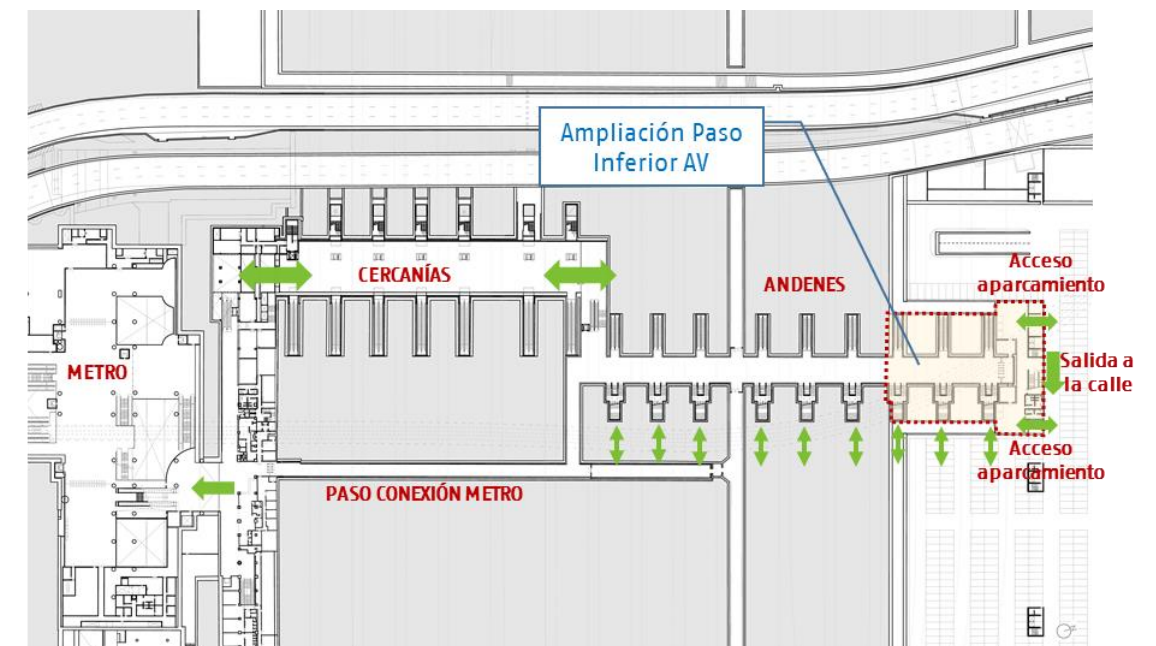 Ampliación Paso
Inferior AV
CERCANÍAS
ANDENES
Acceso
aparcamiento
METRO
Salida a
la calle
Acceso
aparcamiento
PASO CONEXIÓN METRO